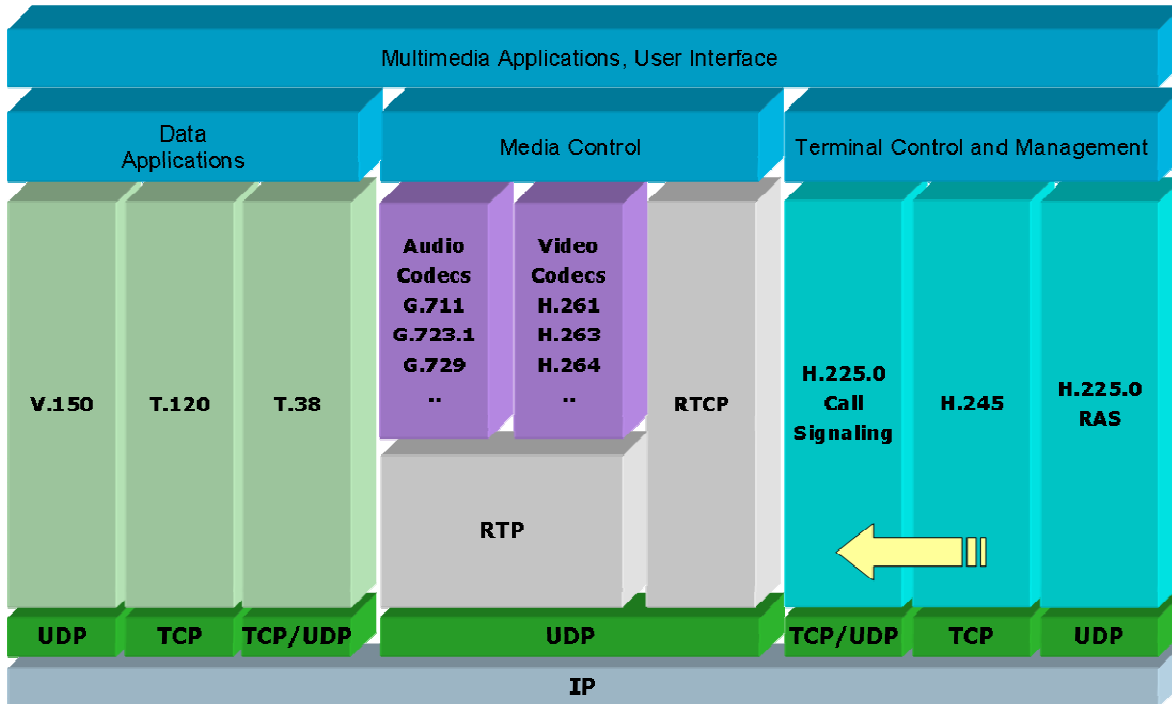 Multimedia Applications, User Interface
Data
Applications
Media Control
Terminal Control and Management
V.150
T.120
T.38
Audio
Codecs
G.711
G.723.1
G.729
..
Video
Codecs
H.261
H.263
H.264
..
RTP
RTCP
H.225.0
Call
Signaling
H.245
H.225.0
RAS
UDP
TCP
TCP/UDP
UDP
TCP/UDP
TCP
UDP
IP